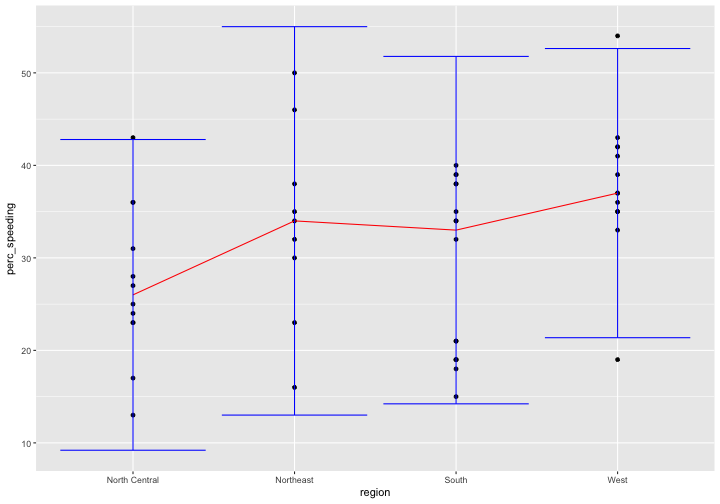 perc_speeding
50
40
30
20
10
North Central
Northeast
South
West
region